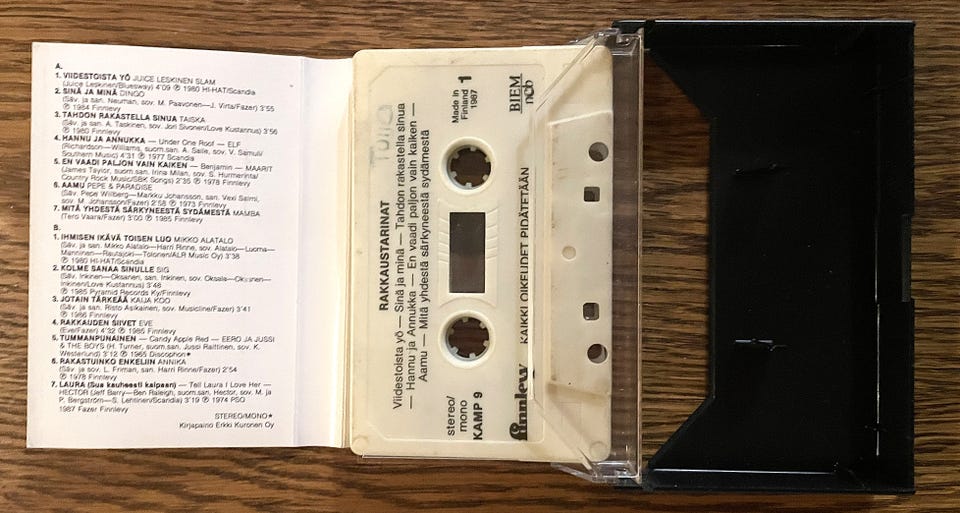 A.
1. VIIDESTOISTA YÖ JUICE LESKINEN SLAM
(Juice Leskinen/Bluesway) 4'09 ℗ 1980 HI-HAT/Scandia
2. SINÄ JA MINÄ DINGO
(Säv. ja san. Neuman, sov. M. Paavonen—J. Virta/Fazer) 3'55
℗ 1984 Finnlevy
3. TAHDON RAKASTELLA SINUA TAISKA
(Säv. ja san. A. Taskinen, sov. Jori Sivonen/Love Kustannus) 3'56
℗ 1980 Finnlevy
4. HANNU JA ANNUKKA — Under One Roof — ELF
(Richardson—Williams, suom.san. A. Salle, sov. V. Samuli/
Southern Music) 4'31 ℗ 1977 Scandia
5. EN VAADI PALJON VAIN KAIKEN — Benjamin — MAARIT
(James Taylor, suom.san. Irina Milan, sov. S. Hurmerinta/
Country Rock Music/SBK Songs) 2'35 ℗ 1978 Finnlevy
6. AAMU PEPE & PARADISE
(Säv. Pepe Willberg—Markku Johansson, san. Vexi Salmi,
sov. M. Johansson/Fazer) 2'58 ℗ 1973 Finnlevy
7. MITÄ YHDESTÄ SÄRKYNEESTÄ SYDÄMESTÄ MAMBA
(Tero Vaara/Fazer) 3'00 ℗ 1985 Finnlevy
B.
1. IHMISEN IKÄVÄ TOISEN LUO MIKKO ALATALO
(Säv. ja san. Mikko Alatalo—Harri Rinne, sov. Alatalo—Luoma—
Manninen—Rautajoki—Tolonen/ALR Music Oy) 3'38
℗ 1980 HI-HAT/Scandia
2. KOLME SANAA SINULLE SIG
(Säv. Inkinen—Oksanen, san. Inkinen, sov. Oksala—Oksanen—
Inkinen/Love Kustannus) 3'48
℗ 1985 Pyramid Records Ky/Finnlevy
3. JOTAIN TÄRKEÄÄ KAIJA KOO
(Säv. ja san. Risto Asikainen, sov. Musicline/Fazer) 3'41
℗ 1986 Finnlevy
4. RAKKAUDEN SIIVET EVE
(Eve/Fazer) 4'32 ℗ 1985 Finnlevy
5. TUMMANPUNAINEN — Candy Apple Red — EERO JA JUSSI
& THE BOYS (H. Turner, suom.san. Jussi Raittinen, sov. K.
Westerlund) 3'12 ℗ 1965 Discophon★
6. RAKASTUINKO ENKELIIN ANNIKA
(Säv. ja sov. L. Friman, san. Harri Rinne/Fazer) 2'54
℗ 1978 Finnlevy
7. LAURA (Sua kauheesti kaipaan) — Tell Laura I Love Her —
HECTOR (Jeff Barry—Ben Raleigh, suom.san. Hector, sov. M. ja
P. Bergström—S. Lehtinen/Scandia) 3'19 ℗ 1974 PSO
1987 Fazer Finnlevy
STEREO/MONO★
Kirjapaino Erkki Kuronen Oy
RAKKAUSTARINAT
Viidestoista yö — Sinä ja minä — Tahdon rakastella sinua
— Hannu ja Annukka — En vaadi paljon vain kaiken —
Aamu — Mitä yhdestä särkyneestä sydämestä
Made in
Finland
1987
1
BIEM
ncb
stereo/
mono
KAMP 9
finnlevy
KAIKKI OIKEUDET PIDÄTETÄÄN